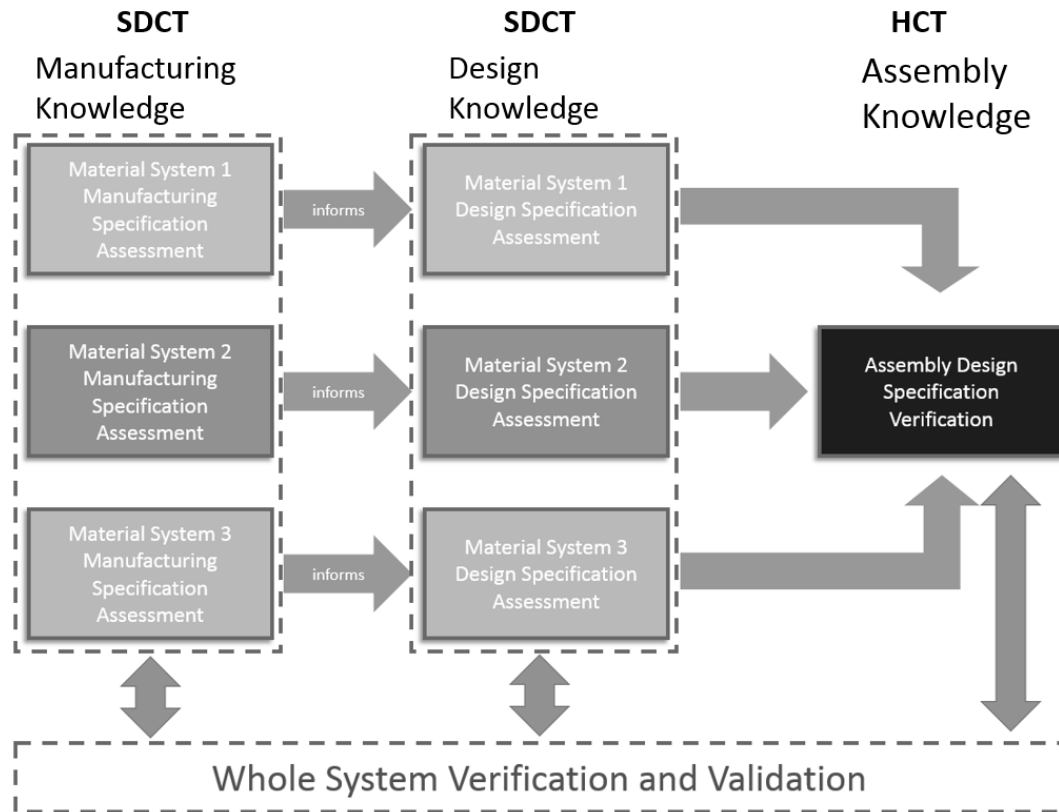 SDCT
Manufacturing
Knowledge
SDCT
Design
Knowledge
HCT
Assembly
Knowledge
Material System 1
Manufacturing
Specification
Assessment
informs
Material System 1
Design Specification
Assessment
Material System 2
Manufacturing
Specification
Assessment
informs
Material System 2
Design Specification
Assessment
Assembly Design
Specification
Verification
Material System 3
Manufacturing
Specification
Assessment
informs
Material System 3
Design Specification
Assessment
Whole System Verification and Validation